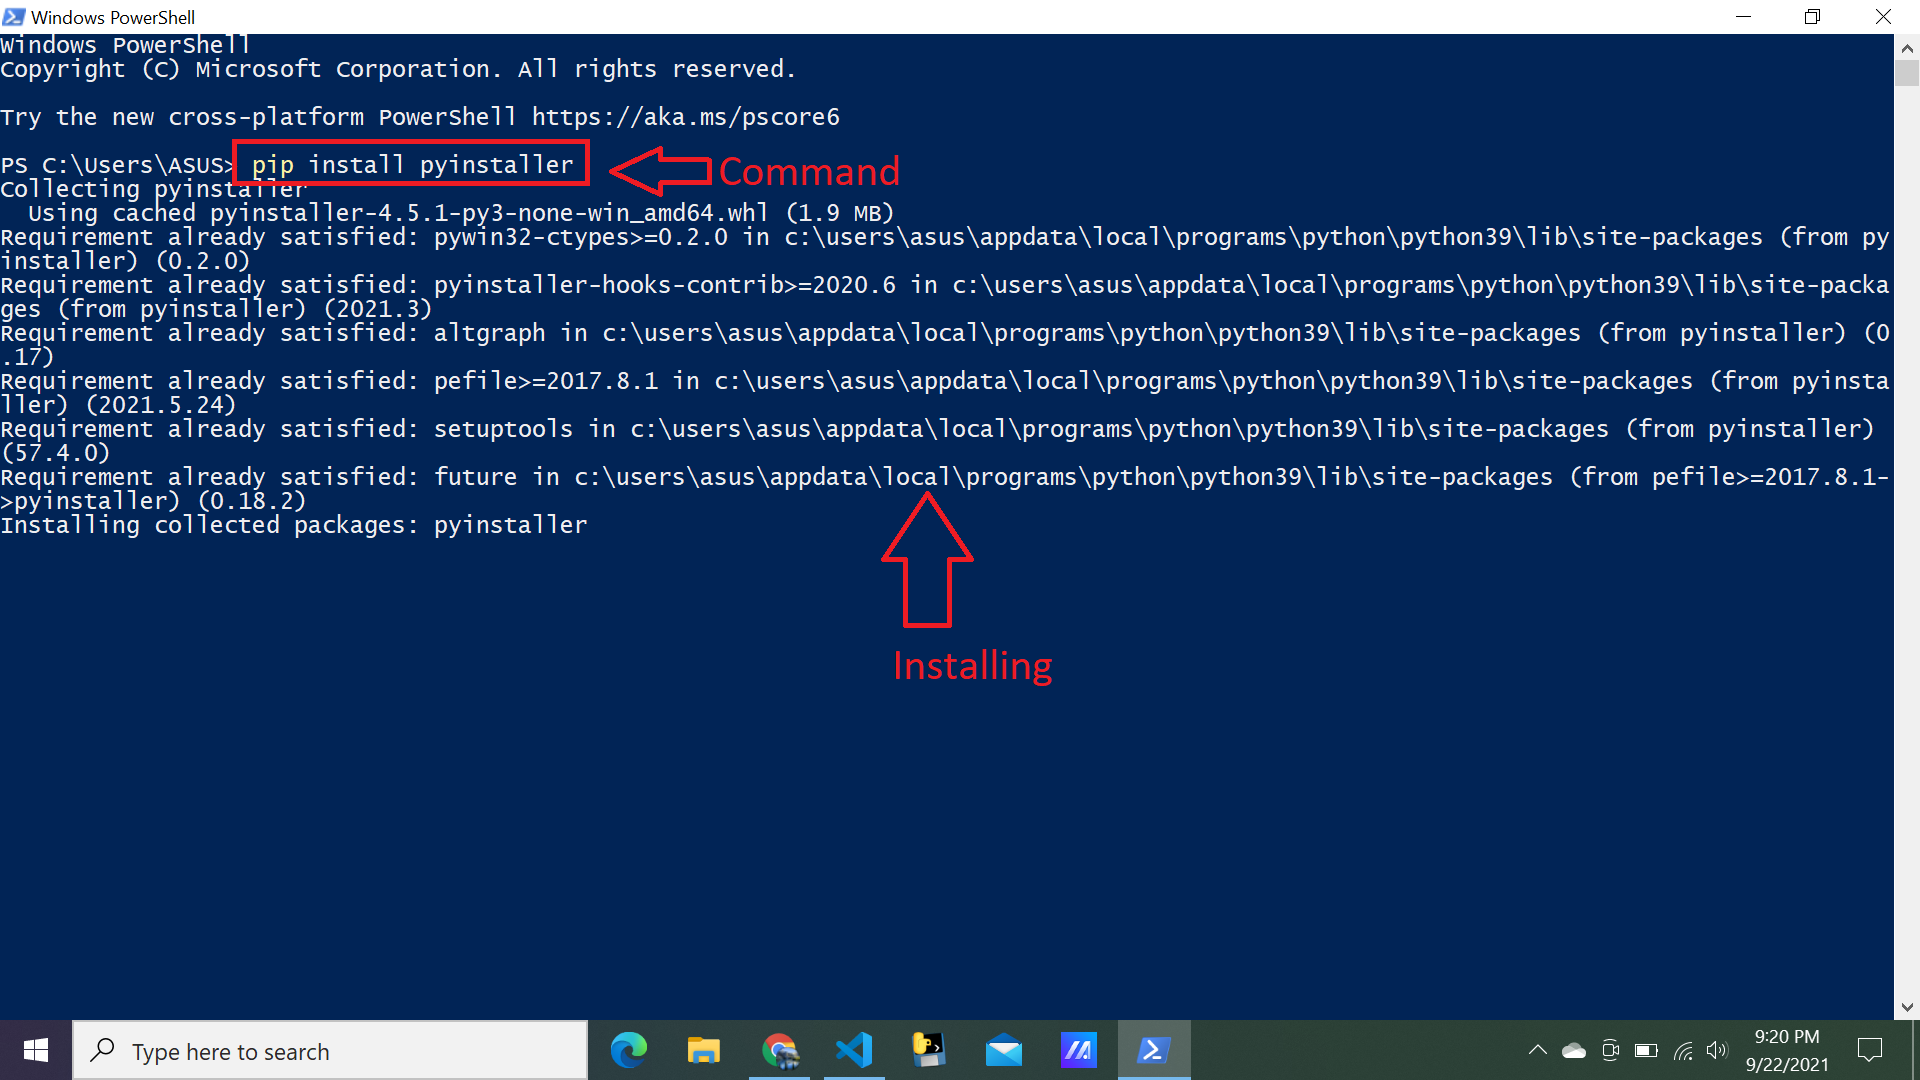 Windows PowerShell
Windows PowerShell
Copyright (C) Microsoft Corporation. All rights reserved.
Try the new cross-platform PowerShell https://aka.ms/pscore6
PS C:\Users\ASUS> pip install pyinstaller
Command
Collecting pyinstaller
  Using cached pyinstaller-4.5.1-py3-none-win_amd64.whl (1.9 MB)
Requirement already satisfied: pywin32-ctypes>=0.2.0 in c:\users\asus\appdata\local\programs\python\python39\lib\site-packages (from py
installer) (0.2.0)
Requirement already satisfied: pyinstaller-hooks-contrib>=2020.6 in c:\users\asus\appdata\local\programs\python\python39\lib\site-packa
ges (from pyinstaller) (2021.3)
Requirement already satisfied: altgraph in c:\users\asus\appdata\local\programs\python\python39\lib\site-packages (from pyinstaller) (0
.17)
Requirement already satisfied: pefile>=2017.8.1 in c:\users\asus\appdata\local\programs\python\python39\lib\site-packages (from pyinsta
ller) (2021.5.24)
Requirement already satisfied: setuptools in c:\users\asus\appdata\local\programs\python\python39\lib\site-packages (from pyinstaller)
(57.4.0)
Requirement already satisfied: future in c:\users\asus\appdata\local\programs\python\python39\lib\site-packages (from pefile>=2017.8.1-
>pyinstaller) (0.18.2)
Installing collected packages: pyinstaller
Installing
Type here to search
9:20 PM
9/22/2021